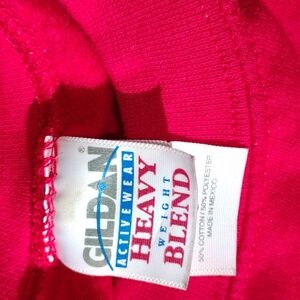 GILDAN®
ACTIVEWEAR
HEAVY
WEIGHT
BLEND
50% COTTON/50% POLYESTER
MADE IN MEXICO